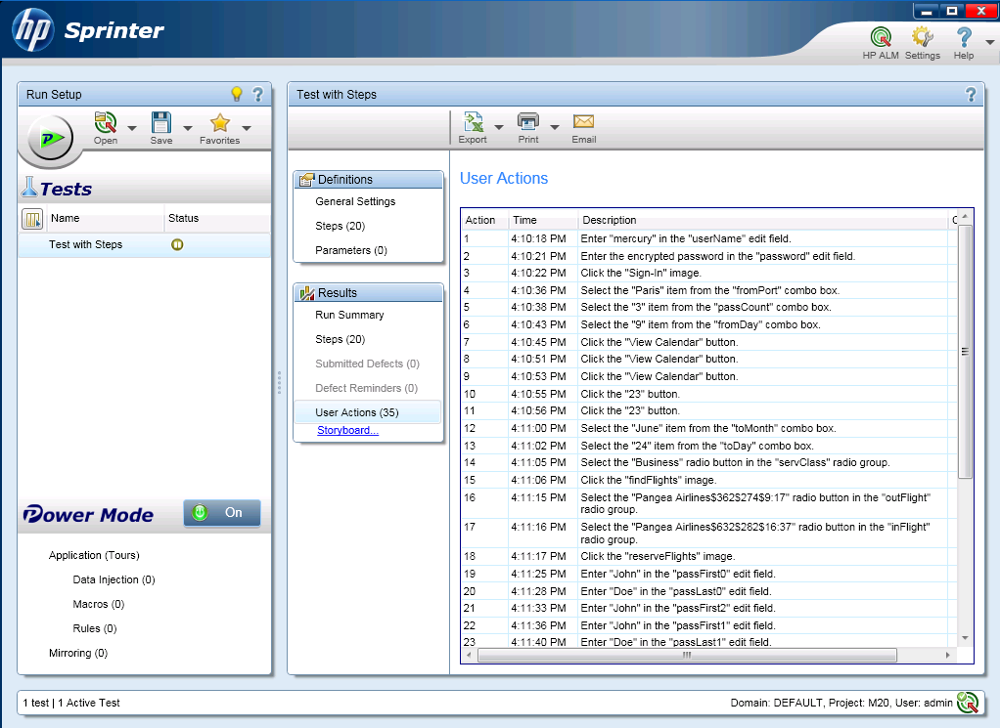 hp Sprinter
HP ALM Settings Help
Run Setup
Open Save Favorites
Tests
Name Status
Test with Steps
Power Mode On
Application (Tours)
Data Injection (0)
Macros (0)
Rules (0)
Mirroring (0)
Test with Steps
Export Print Email
Definitions
General Settings
Steps (20)
Parameters (0)
Results
Run Summary
Steps (20)
Submitted Defects (0)
Defect Reminders (0)
User Actions (35)
Storyboard...
User Actions
Action Time Description
1 4:10:18 PM Enter "mercury" in the "userName" edit field.
2 4:10:21 PM Enter the encrypted password in the "password" edit field.
3 4:10:22 PM Click the "Sign-In" image.
4 4:10:36 PM Select the "Paris" item from the "fromPort" combo box.
5 4:10:38 PM Select the "3" item from the "passCount" combo box.
6 4:10:43 PM Select the "9" item from the "fromDay" combo box.
7 4:10:45 PM Click the "View Calendar" button.
8 4:10:51 PM Click the "View Calendar" button.
9 4:10:53 PM Click the "View Calendar" button.
10 4:10:55 PM Click the "23" button.
11 4:10:56 PM Click the "23" button.
12 4:11:00 PM Select the "June" item from the "toMonth" combo box.
13 4:11:02 PM Select the "24" item from the "toDay" combo box.
14 4:11:05 PM Select the "Business" radio button in the "servClass" radio group.
15 4:11:06 PM Click the "findFlights" image.
16 4:11:15 PM Select the "Pangea Airlines$362$274$9:17" radio button in the "outFlight"
radio group.
17 4:11:16 PM Select the "Pangea Airlines$632$282$16:37" radio button in the "inFlight"
radio group.
18 4:11:17 PM Click the "reserveFlights" image.
19 4:11:25 PM Enter "John" in the "passFirst0" edit field.
20 4:11:28 PM Enter "Doe" in the "passLast0" edit field.
21 4:11:33 PM Enter "John" in the "passFirst2" edit field.
22 4:11:36 PM Enter "John" in the "passFirst1" edit field.
23 4:11:40 PM Enter "Doe" in the "passLast1" edit field.
1 test | 1 Active Test
Domain: DEFAULT, Project: M20, User: admin